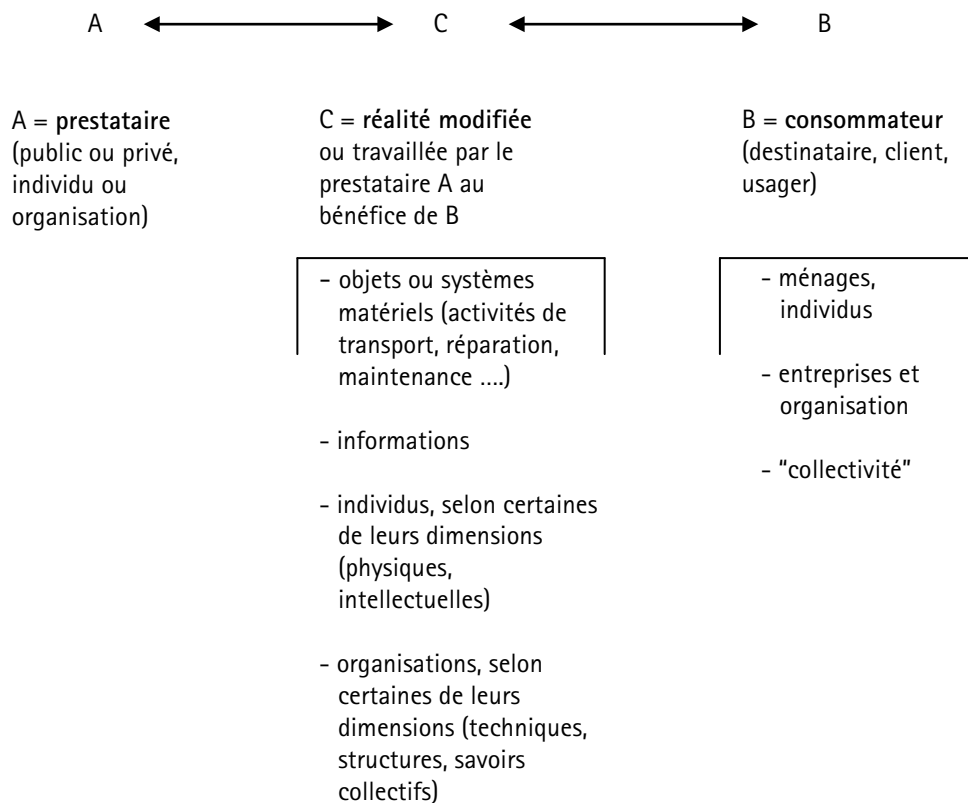 A C B
A = prestataire
(public ou privé,
individu ou
organisation)
C = réalité modifiée
ou travaillée par le
prestataire A au
bénéfice de B
- objets ou systèmes
matériels (activités de
transport, réparation,
maintenance ....)
- informations
- individus, selon certaines
de leurs dimensions
(physiques,
intellectuelles)
- organisations, selon
certaines de leurs
dimensions (techniques,
structures, savoirs
collectifs)
B = consommateur
(destinataire, client,
usager)
- ménages,
individus
- entreprises et
organisation
- “collectivité”